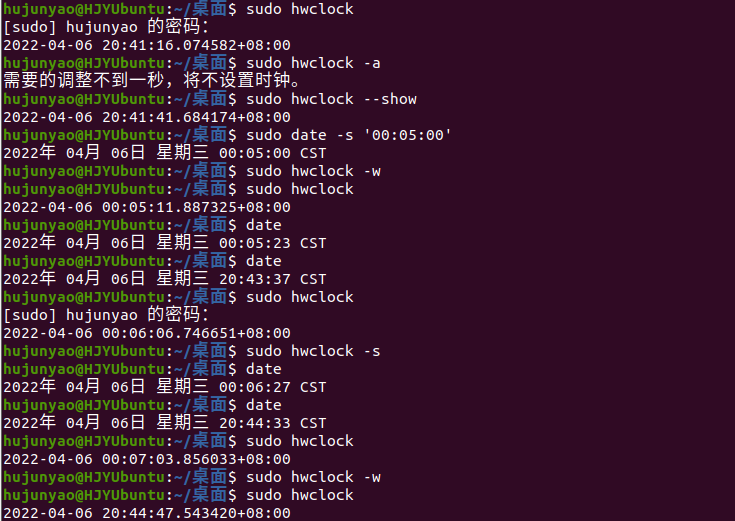 hujunyao@HJYUbuntu:~/桌面$ sudo hwclock
[sudo] hujunyao 的密码：
2022-04-06 20:41:16.074582+08:00
hujunyao@HJYUbuntu:~/桌面$ sudo hwclock -a
需要的调整不到一秒，将不设置时钟。
hujunyao@HJYUbuntu:~/桌面$ sudo hwclock --show
2022-04-06 20:41:41.684174+08:00
hujunyao@HJYUbuntu:~/桌面$ sudo date -s '00:05:00'
2022年 04月 06日 星期三 00:05:00 CST
hujunyao@HJYUbuntu:~/桌面$ sudo hwclock -w
hujunyao@HJYUbuntu:~/桌面$ sudo hwclock
2022-04-06 00:05:11.887325+08:00
hujunyao@HJYUbuntu:~/桌面$ date
2022年 04月 06日 星期三 00:05:23 CST
hujunyao@HJYUbuntu:~/桌面$ date
2022年 04月 06日 星期三 20:43:37 CST
hujunyao@HJYUbuntu:~/桌面$ sudo hwclock
[sudo] hujunyao 的密码：
2022-04-06 00:06:06.746651+08:00
hujunyao@HJYUbuntu:~/桌面$ sudo hwclock -s
hujunyao@HJYUbuntu:~/桌面$ date
2022年 04月 06日 星期三 00:06:27 CST
hujunyao@HJYUbuntu:~/桌面$ date
2022年 04月 06日 星期三 20:44:33 CST
hujunyao@HJYUbuntu:~/桌面$ sudo hwclock
2022-04-06 00:07:03.856033+08:00
hujunyao@HJYUbuntu:~/桌面$ sudo hwclock -w
hujunyao@HJYUbuntu:~/桌面$ sudo hwclock
2022-04-06 20:44:47.543420+08:00